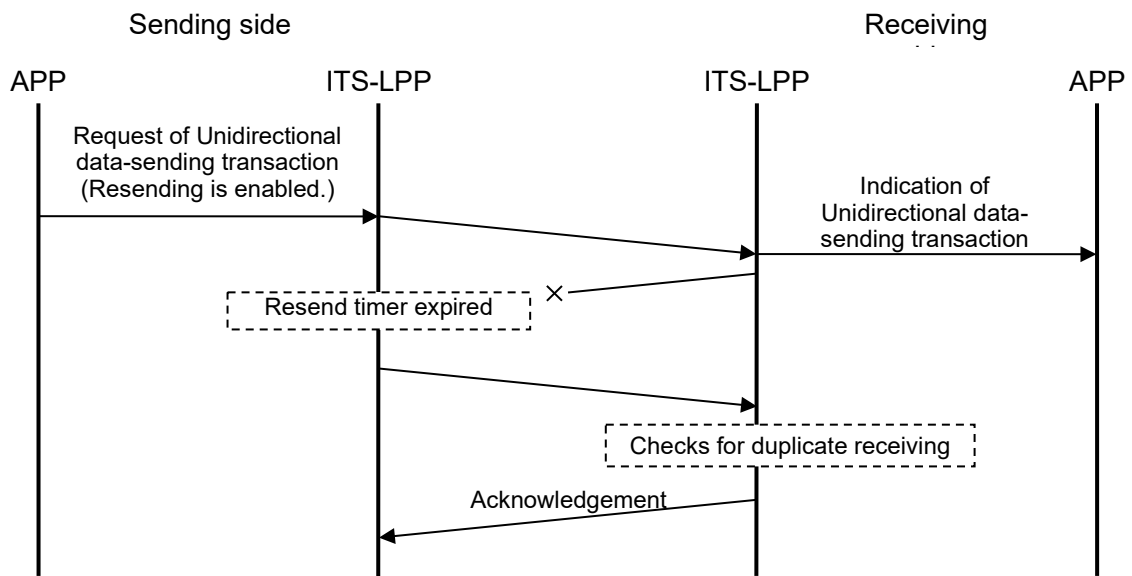 Sending side
Receiving
APP
ITS-LPP
ITS-LPP
APP
Request of Unidirectional
data-sending transaction
(Resending is enabled.)
Indication of
Unidirectional data-
sending transaction
Resend timer expired
Checks for duplicate receiving
Acknowledgement